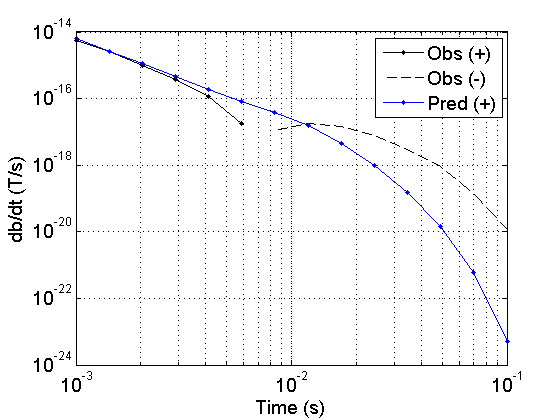 10^-14
Obs (+)
Obs (-)
Pred (+)
10^-16
10^-18
10^-20
10^-22
10^-24
db/dt (T/s)
10^-3
10^-2
10^-1
Time (s)